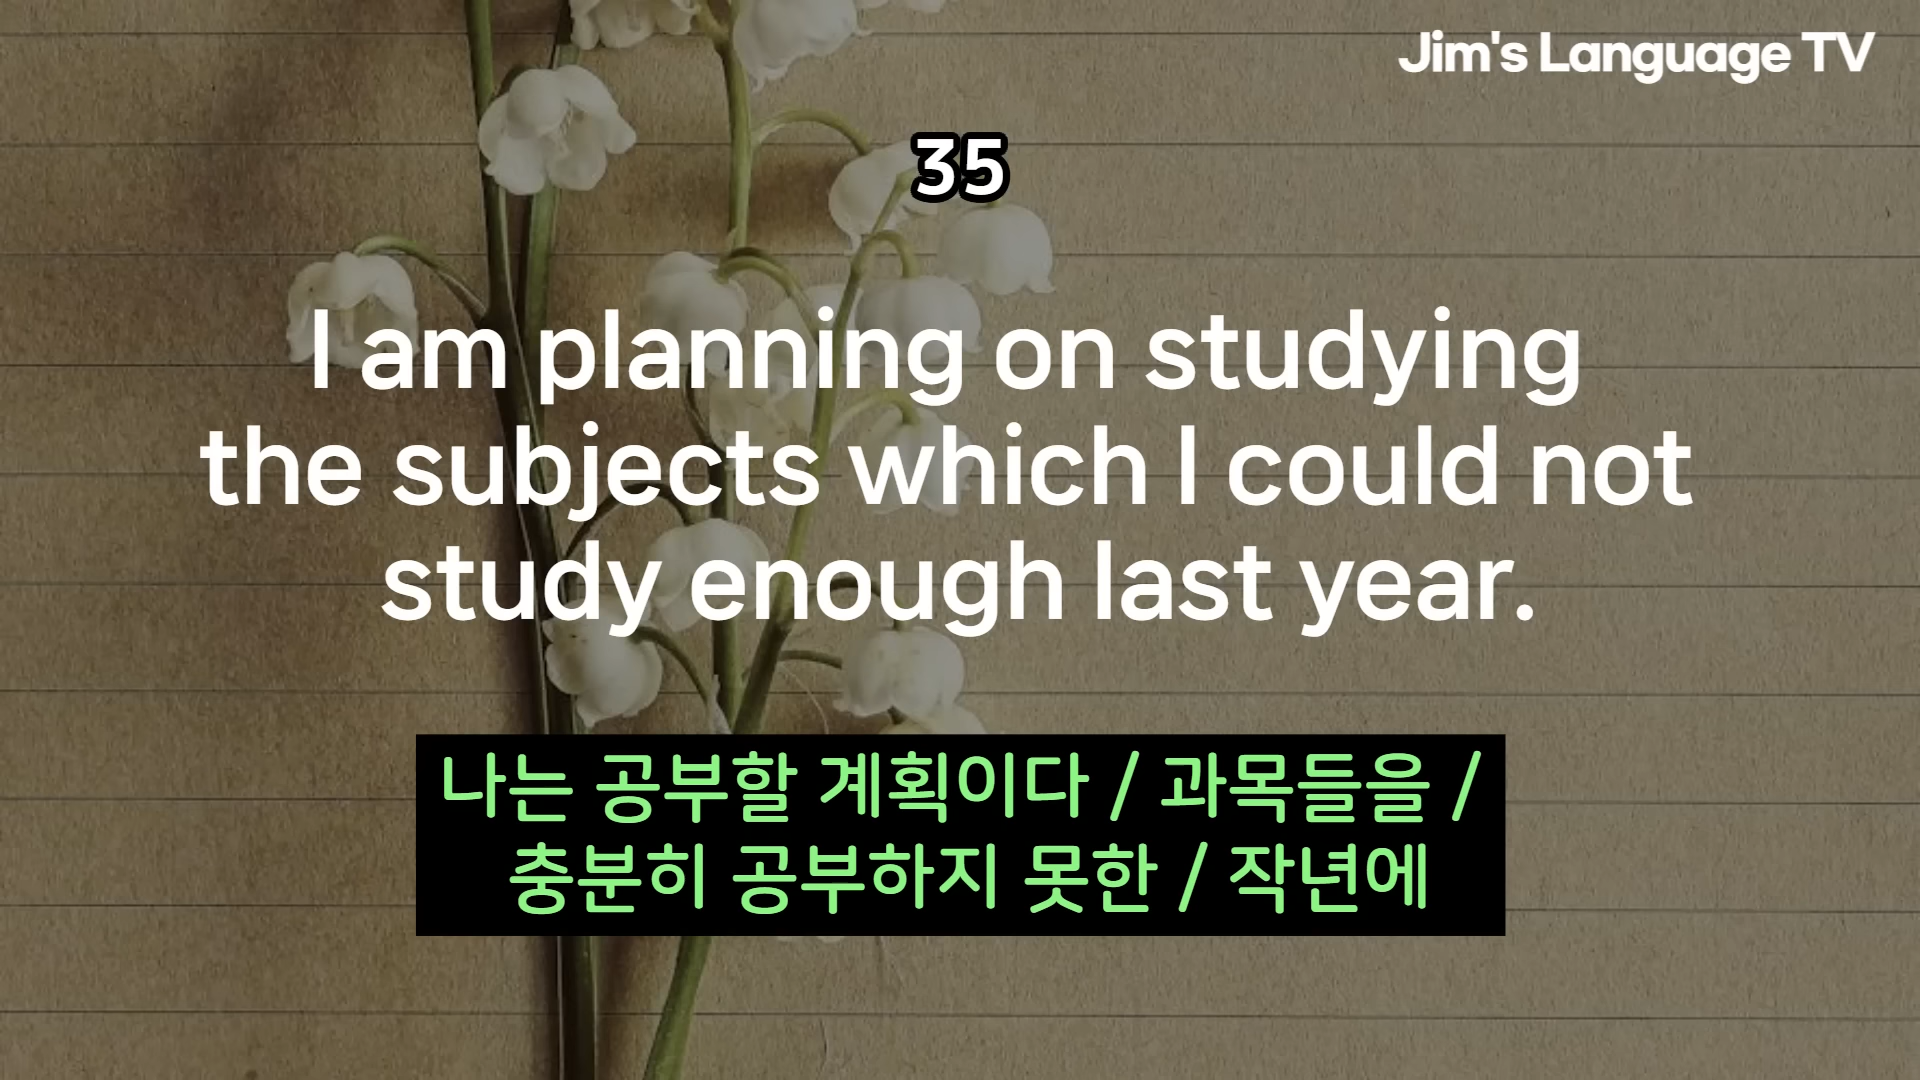 Jim's Language TV
35
I am planning on studying
the subjects which I could not
study enough last year.
나는 공부할 계획이다 / 과목들을 /
충분히 공부하지 못한 / 작년에